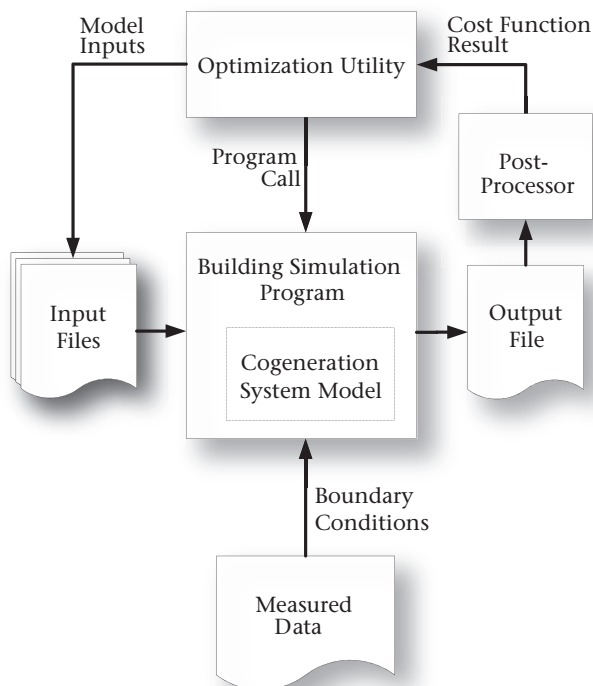 Model
Inputs
Optimization Utility
Cost Function
Result
Program
Call
Post-
Processor
Input
Files
Building Simulation
Program
Cogeneration
System Model
Output
File
Boundary
Conditions
Measured
Data